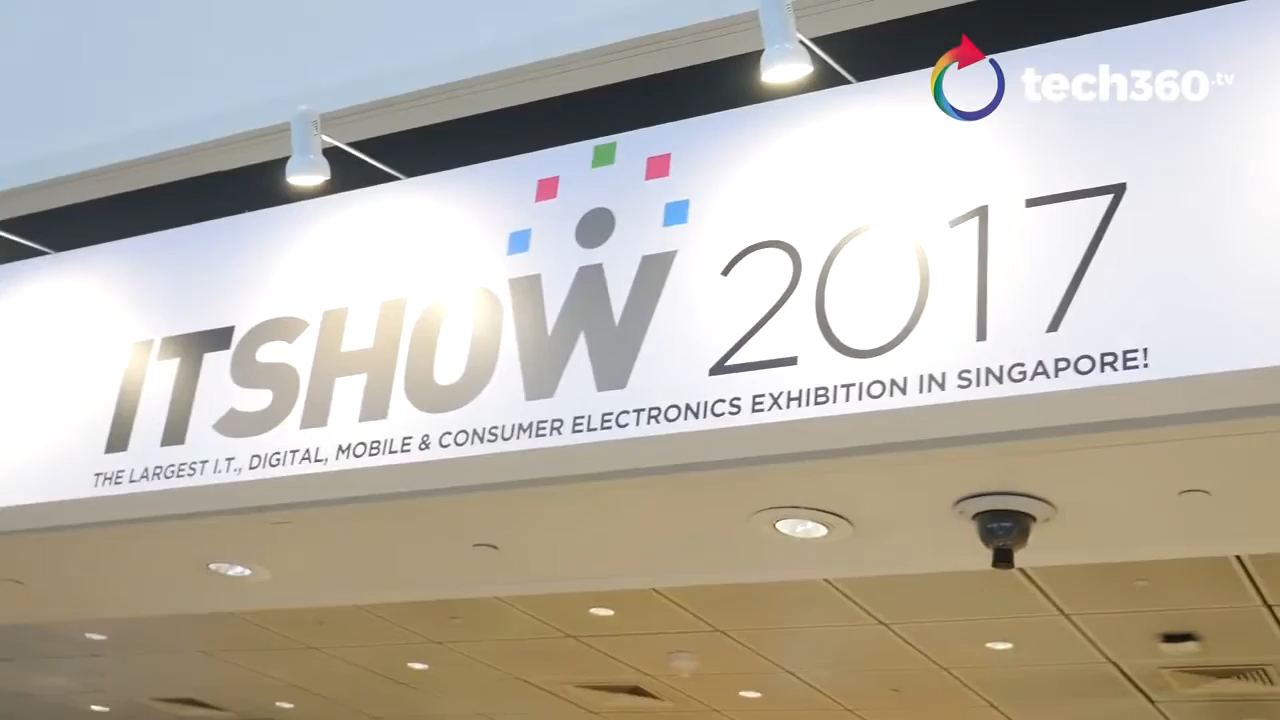 tech360.tv
ITSHOW 2017
THE LARGEST I.T., DIGITAL, MOBILE & CONSUMER ELECTRONICS EXHIBITION IN SINGAPORE!